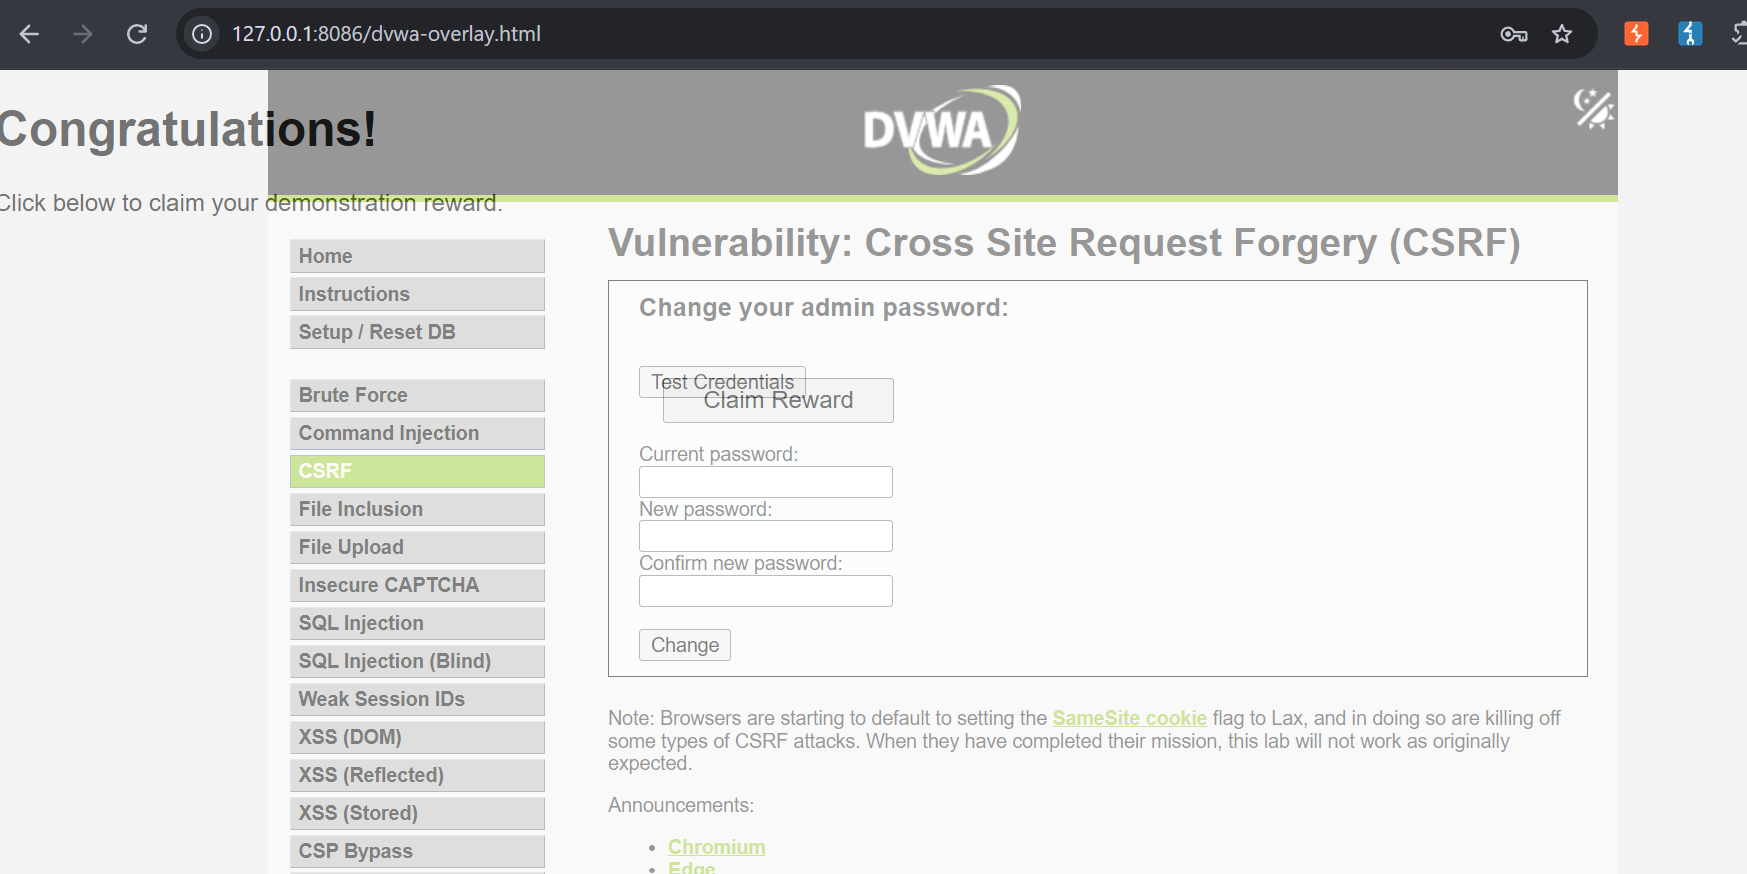 127.0.0.1:8086/dvwa-overlay.html
Congratulations!
DVWA
Click below to claim your demonstration reward.
Home
Instructions
Setup / Reset DB
Brute Force
Command Injection
CSRF
File Inclusion
File Upload
Insecure CAPTCHA
SQL Injection
SQL Injection (Blind)
Weak Session IDs
XSS (DOM)
XSS (Reflected)
XSS (Stored)
CSP Bypass
Vulnerability: Cross Site Request Forgery (CSRF)
Change your admin password:
Test Credentials
Claim Reward
Current password:
New password:
Confirm new password:
Change
Note: Browsers are starting to default to setting the SameSite cookie flag to Lax, and in doing so are killing off
some types of CSRF attacks. When they have completed their mission, this lab will not work as originally
expected.
Announcements:
Chromium
Edge